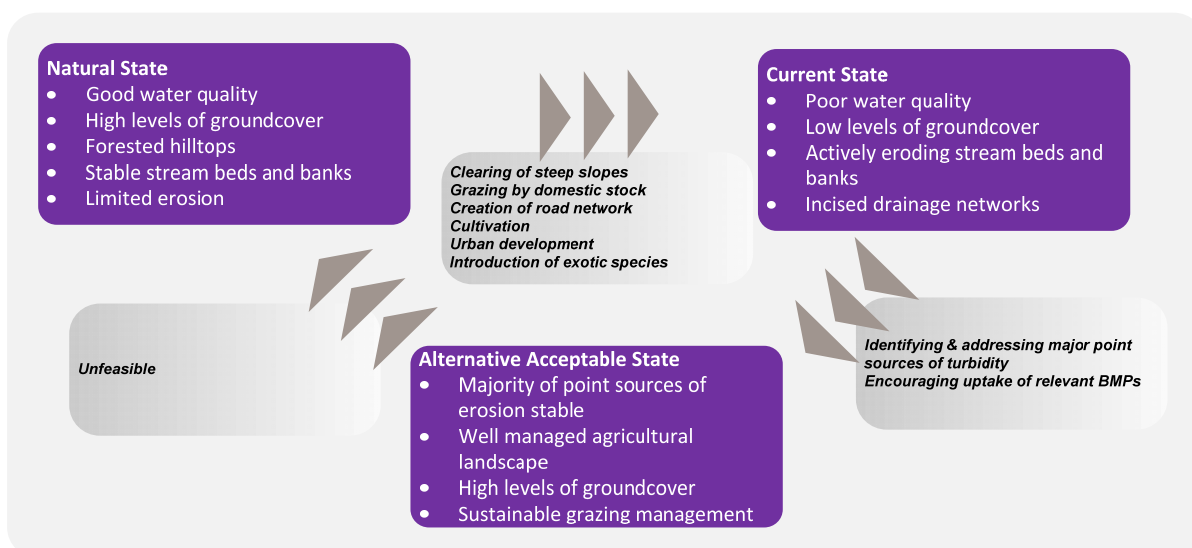 Natural State
• Good water quality
• High levels of groundcover
• Forested hilltops
• Stable stream beds and banks
• Limited erosion
Clearing of steep slopes
Grazing by domestic stock
Creation of road network
Cultivation
Urban development
Introduction of exotic species
Current State
• Poor water quality
• Low levels of groundcover
• Actively eroding stream beds and
banks
• Incised drainage networks
Unfeasible
Alternative Acceptable State
• Majority of point sources of
erosion stable
• Well managed agricultural
landscape
• High levels of groundcover
• Sustainable grazing management
Identifying & addressing major point
sources of turbidity
Encouraging uptake of relevant BMPs